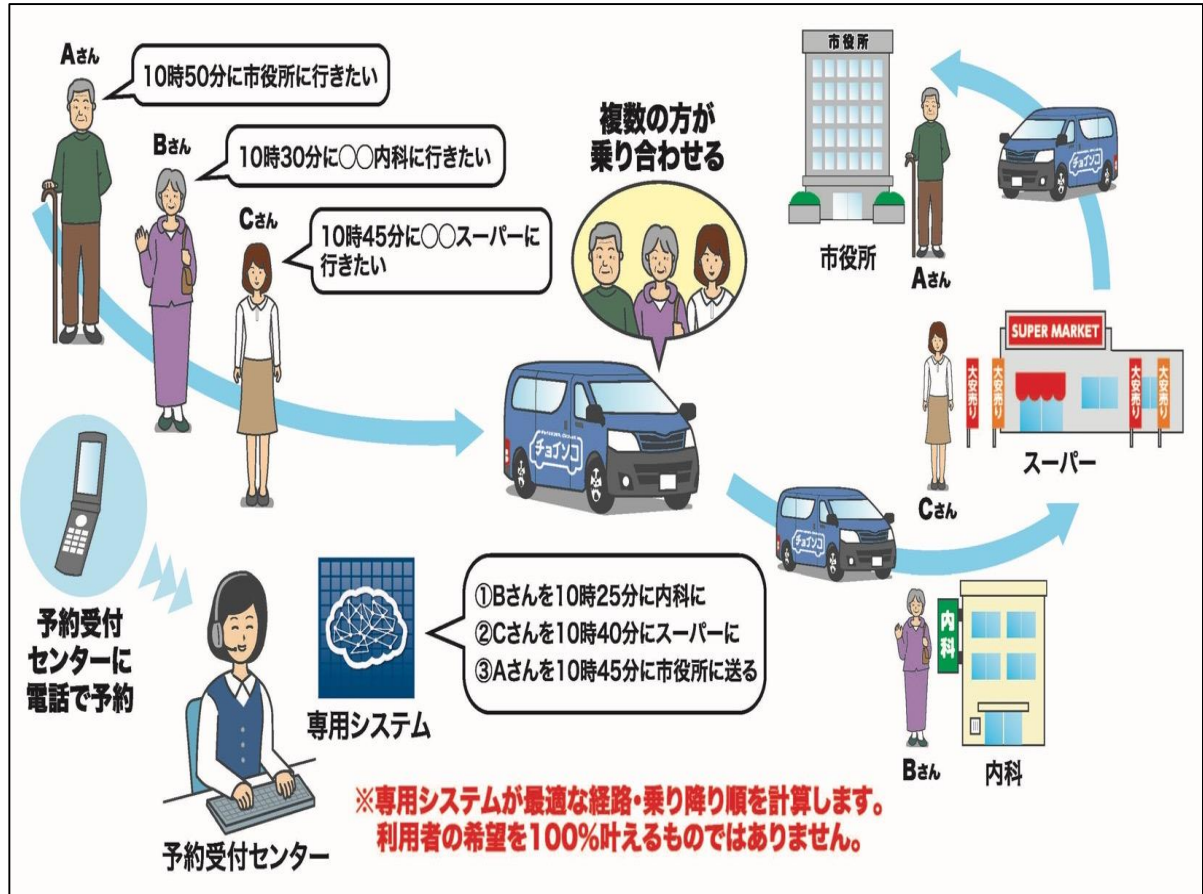 Aさん
10時50分に市役所に行きたい
Bさん
10時30分に○○内科に行きたい
Cさん
10時45分に○○スーパーに
行きたい
複数の方が
乗り合わせる
チョイソコ
市役所
市役所
Aさん
チョイソコ
SUPER MARKET
大安売り
大安売り
大安売り
大安売り
スーパー
Cさん
チョイソコ
内科
Bさん
内科
予約受付
センターに
電話で予約
専用システム
①Bさんを10時25分に内科に
②Cさんを10時40分にスーパーに
③Aさんを10時45分に市役所に送る
予約受付センター
※専用システムが最適な経路・乗り降り順を計算します。
利用者の希望を100%叶えるものではありません。